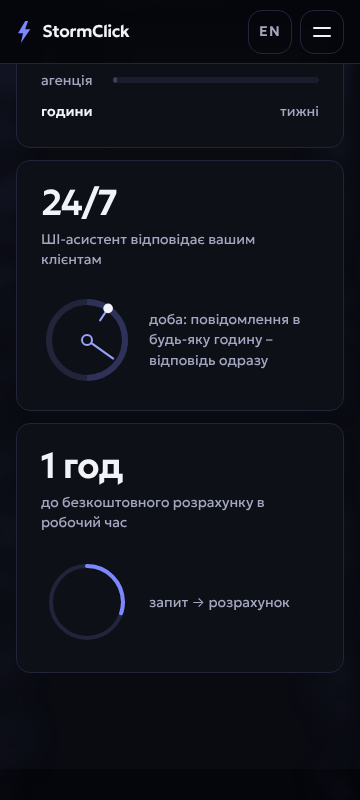 StormClick
EN
агенція
години
тижні
24/7
ШІ-асистент відповідає вашим
клієнтам
доба: повідомлення в
будь-яку годину –
відповідь одразу
1 год
до безкоштовного розрахунку в
робочий час
запит → розрахунок